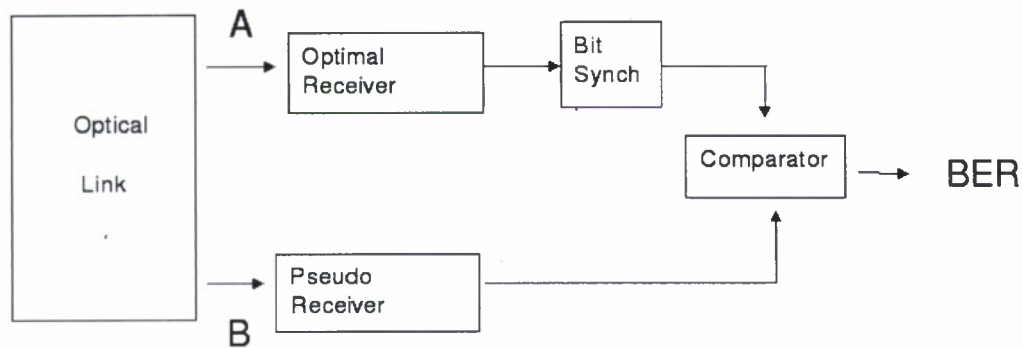 A
Optimal
Receiver
Bit
Synch
Optical
Link
Comparator
BER
Pseudo
Receiver
B